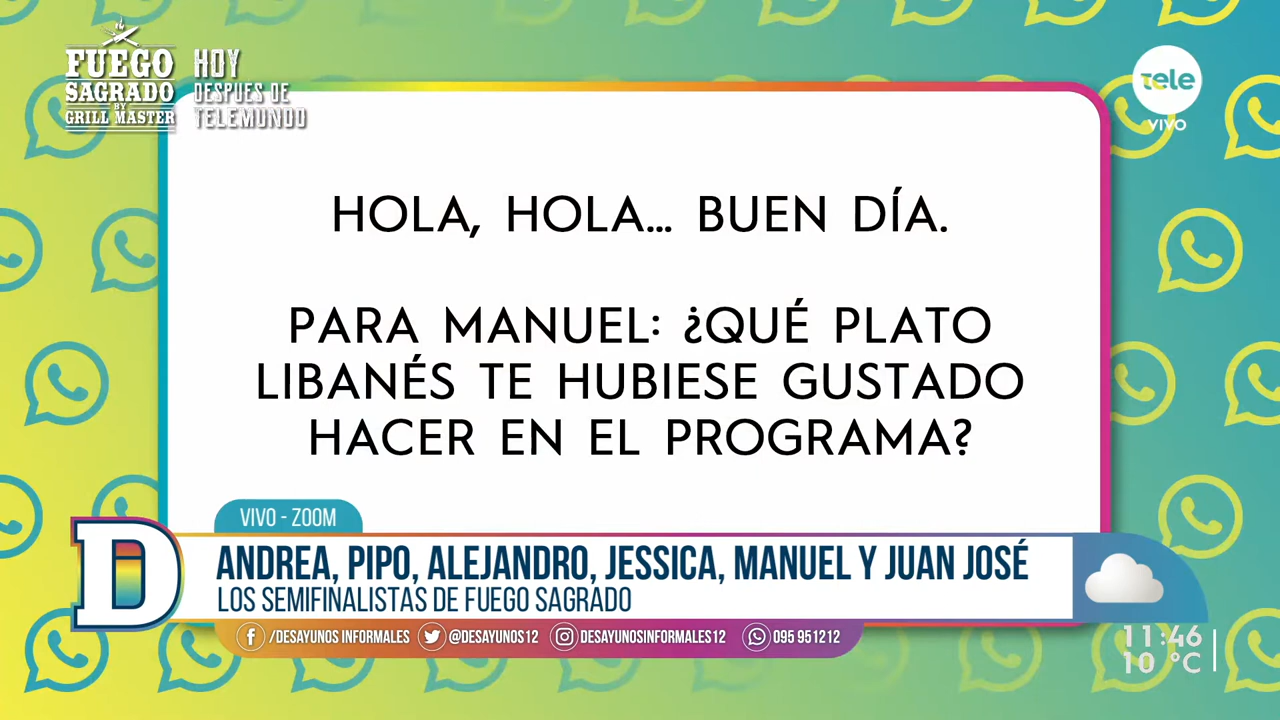 FUEGO
SAGRADO
BY
GRILL MASTER
HOY
DESPUES DE
TELEMUNDO
tele
VIVO
HOLA, HOLA... BUEN DÍA.
PARA MANUEL: ¿QUÉ PLATO
LIBANÉS TE HUBIESE GUSTADO
HACER EN EL PROGRAMA?
VIVO - ZOOM
D
ANDREA, PIPO, ALEJANDRO, JESSICA, MANUEL Y JUAN JOSÉ
LOS SEMIFINALISTAS DE FUEGO SAGRADO
/DESAYUNOS INFORMALES @DESAYUNOS12 DESAYUNOSINFORMALES12 095 951212
11:46
10 °C